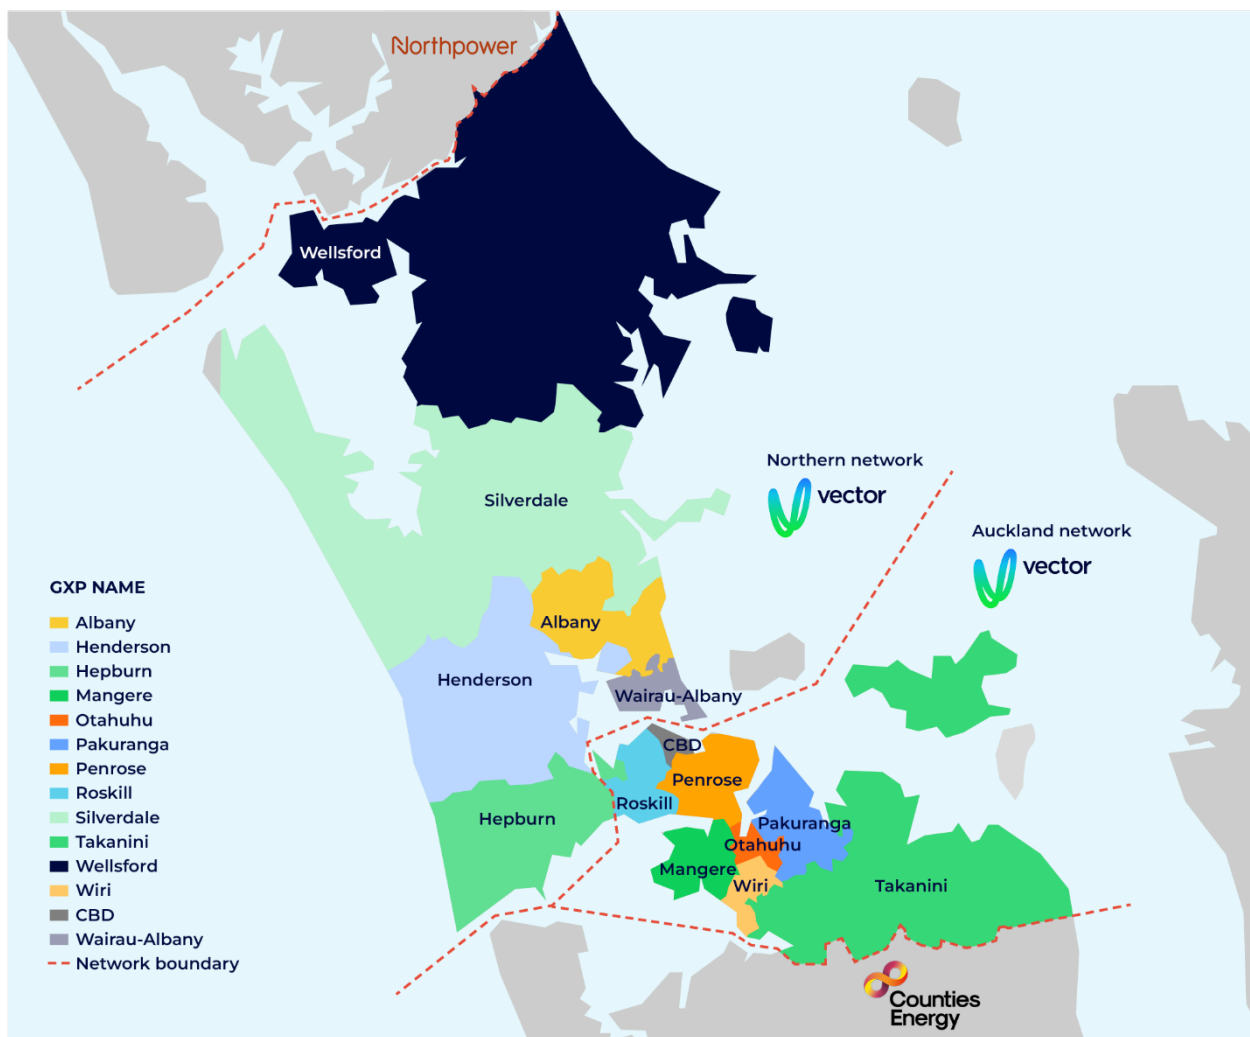 Northpower
Wellsford
Northern network
vector
Silverdale
Auckland network
vector
Albany
Henderson
Wairau-Albany
CBD
Penrose
Roskill
Hepburn
Pakuranga
Otahuhu
Mangere
Wiri
Takanini
Counties
Energy
GXP NAME
Albany
Henderson
Hepburn
Mangere
Otahuhu
Pakuranga
Penrose
Roskill
Silverdale
Takanini
Wellsford
Wiri
CBD
Wairau-Albany
Network boundary